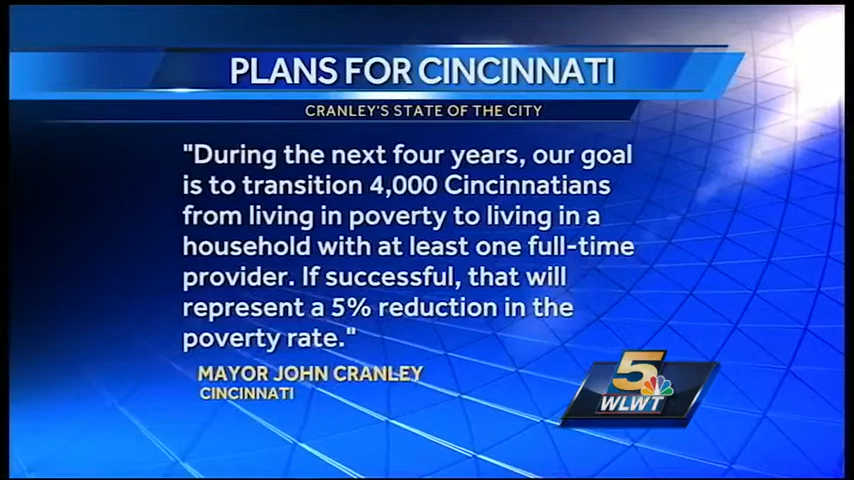 PLANS FOR CINCINNATI
CRANLEY'S STATE OF THE CITY
"During the next four years, our goal
is to transition 4,000 Cincinnatians
from living in poverty to living in a
household with at least one full-time
provider. If successful, that will
represent a 5% reduction in the
poverty rate."
MAYOR JOHN CRANLEY
CINCINNATI
5
WLWT